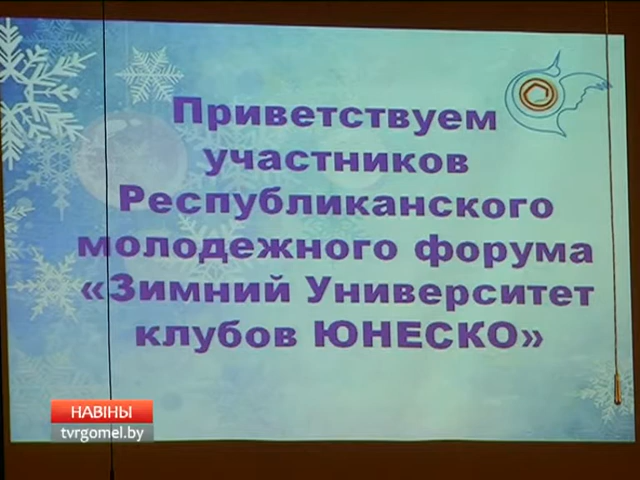 Приветствуем
участников
Республиканского
молодежного форума
«Зимний Университет
клубов ЮНЕСКО»
НАВІНЫ
tvrgomel.by